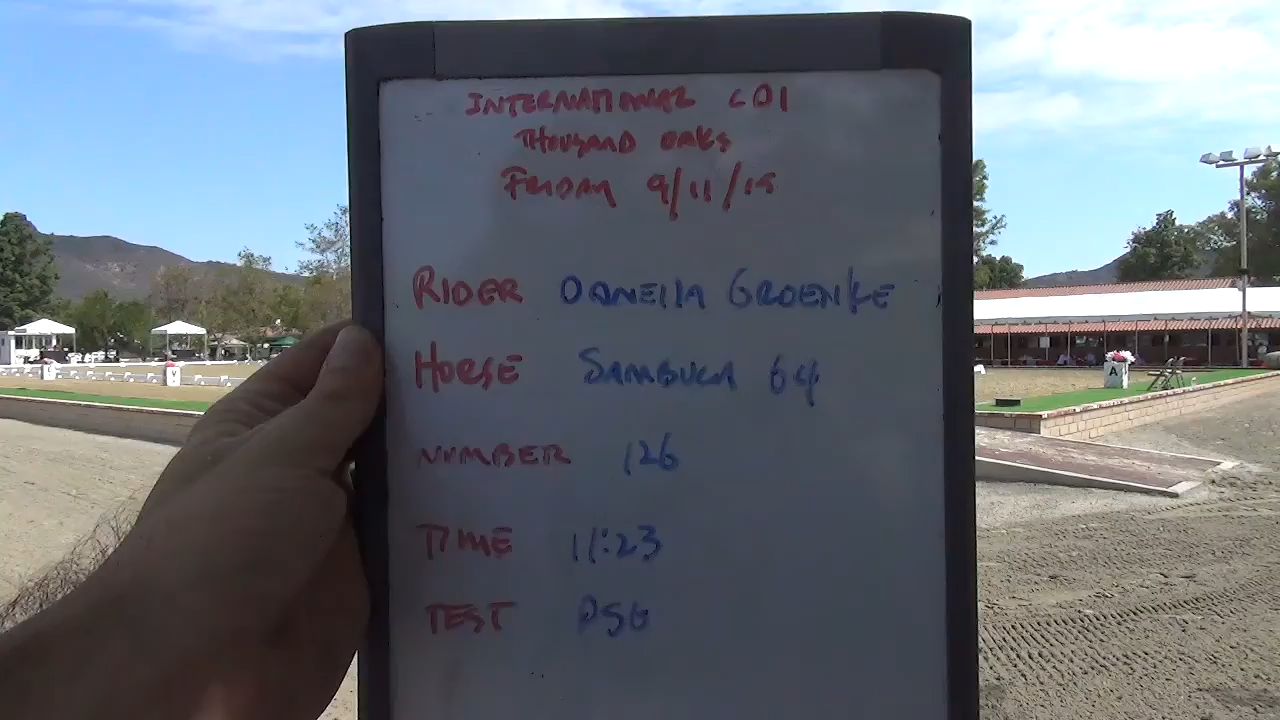 INTERNATIONAL CDI
THOUSAND OAKS
FRIDAY 9/11/15
RIDER ORNELLA GROENKE
HORSE SAMBUCA 64
NUMBER 126
TIME 11:23
TEST PSG
V
A